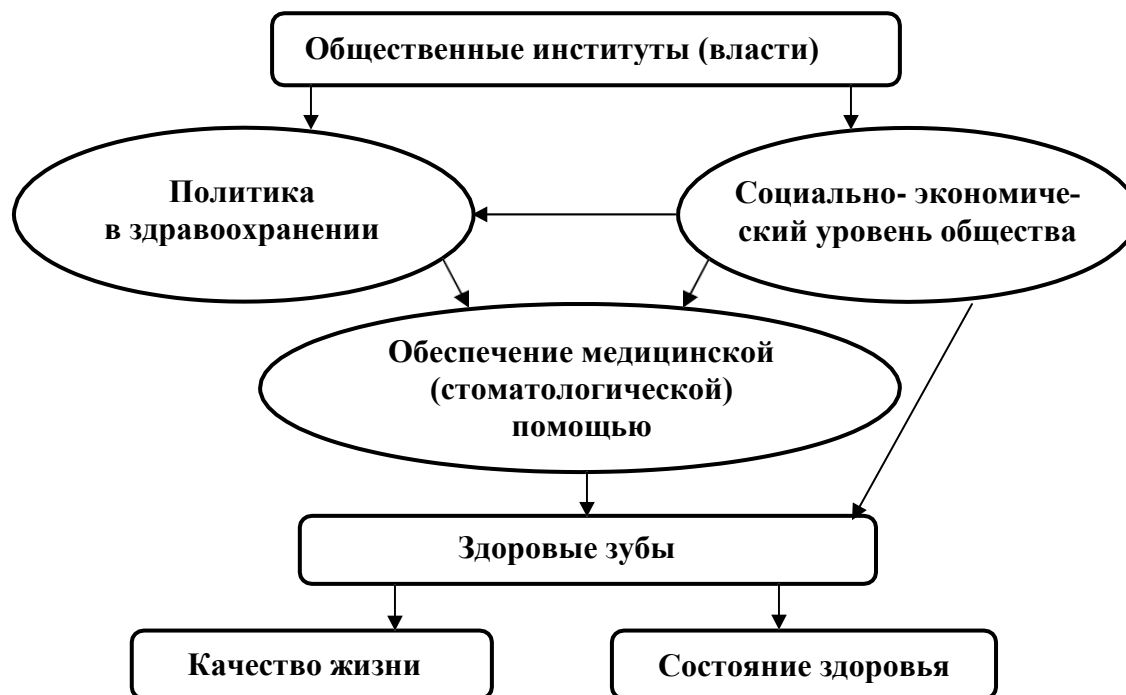 Общественные институты (власти)
Политика
в здравоохранении
Социально- экономиче-
ский уровень общества
Обеспечение медицинской
(стоматологической)
помощью
Здоровые зубы
Качество жизни
Состояние здоровья